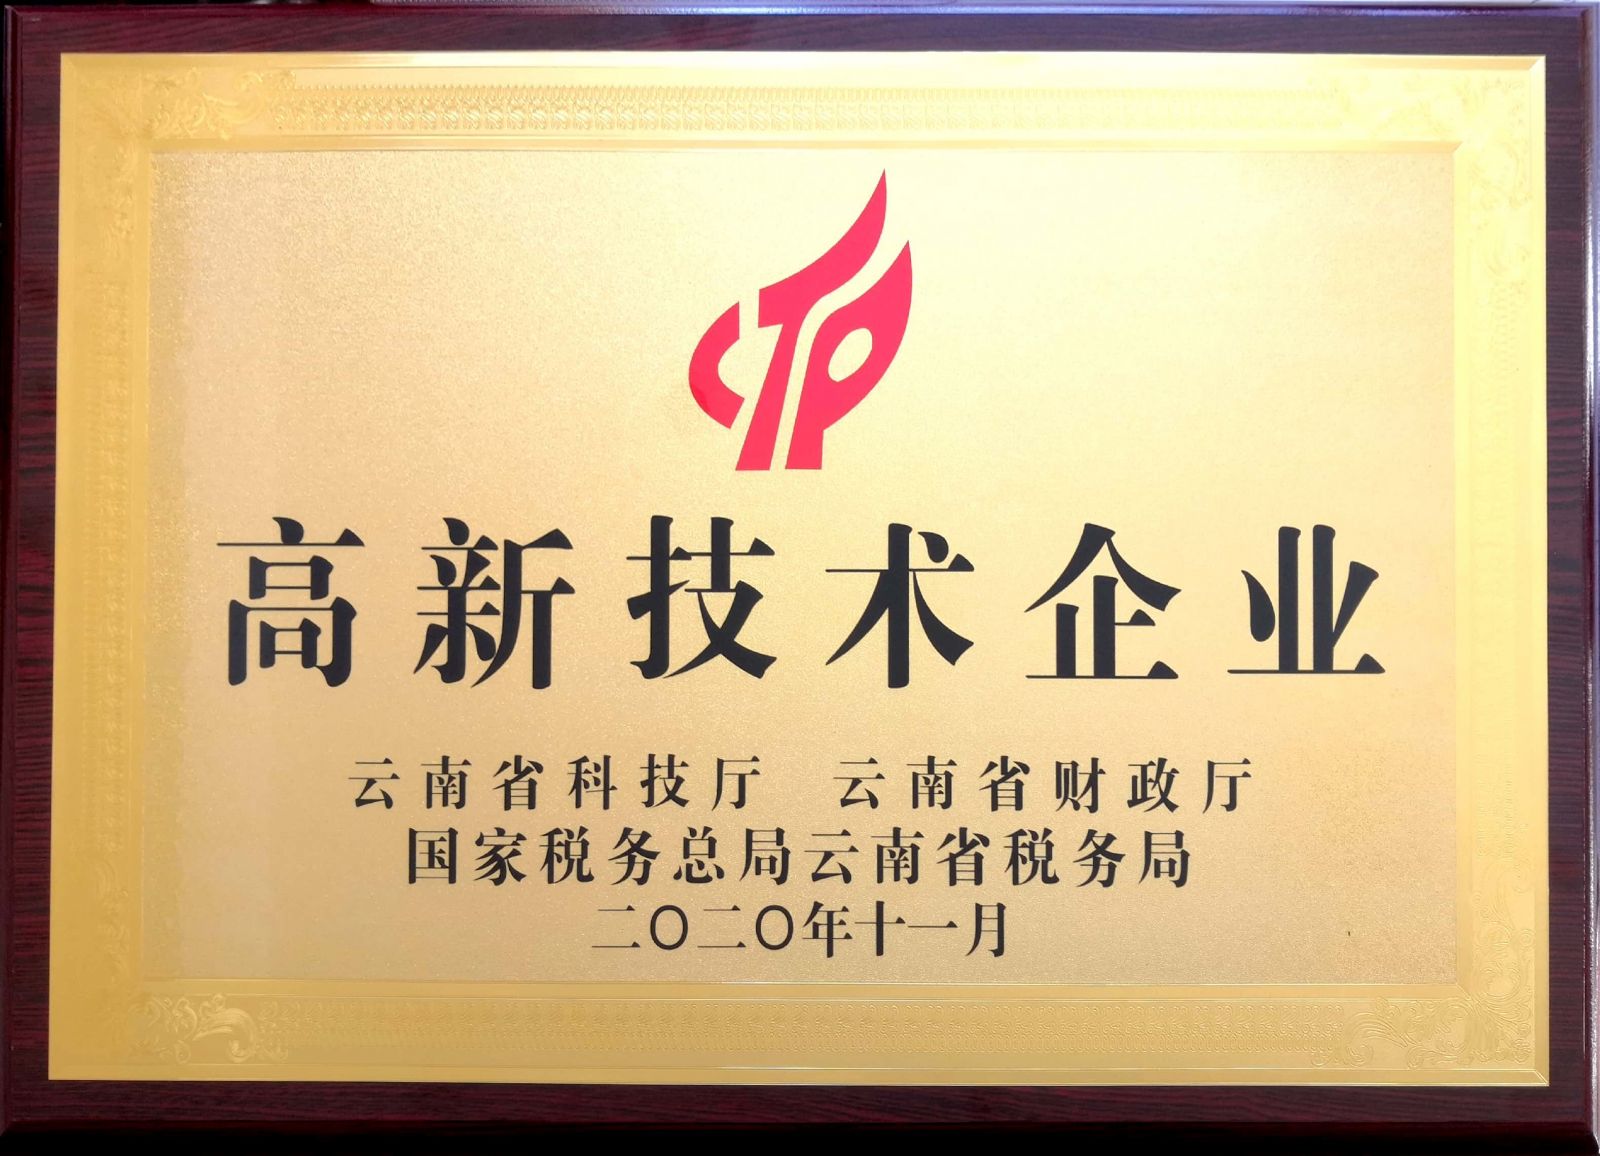 高新技术企业
云南省科技厅 云南省财政厅
国家税务总局云南省税务局
二〇二〇年十一月